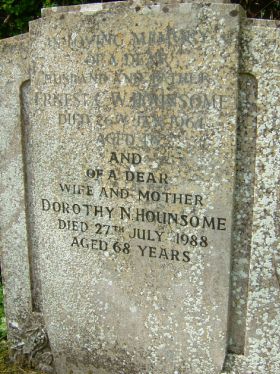 IN LOVING MEMORY
OF A DEAR
HUSBAND AND FATHER
ERNEST C W HOUNSOME
DIED
AGED
AND
OF A DEAR
WIFE AND MOTHER
DOROTHY N HOUNSOME
DIED 27TH JULY 1988
AGED 68 YEARS